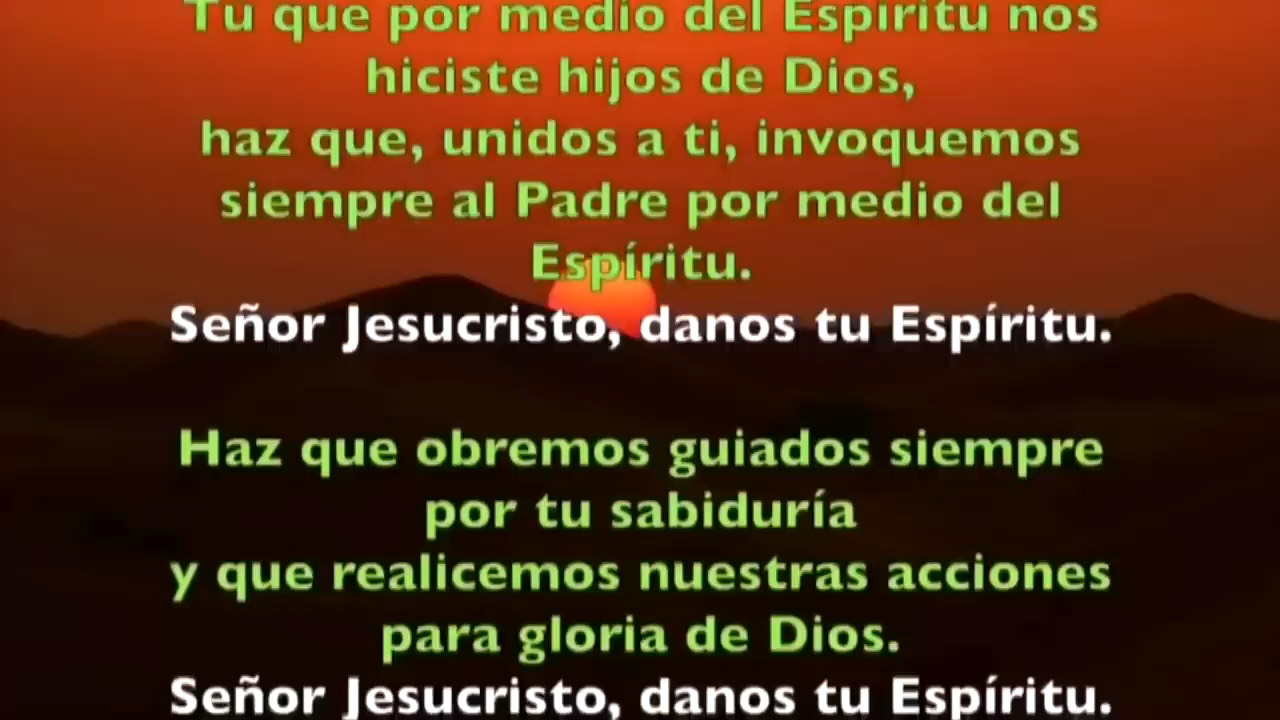 Tú que por medio del Espíritu nos
hiciste hijos de Dios,
haz que, unidos a ti, invoquemos
siempre al Padre por medio del
Espíritu.
Señor Jesucristo, danos tu Espíritu.
Haz que obremos guiados siempre
por tu sabiduría
y que realicemos nuestras acciones
para gloria de Dios.
Señor Jesucristo, danos tu Espíritu.